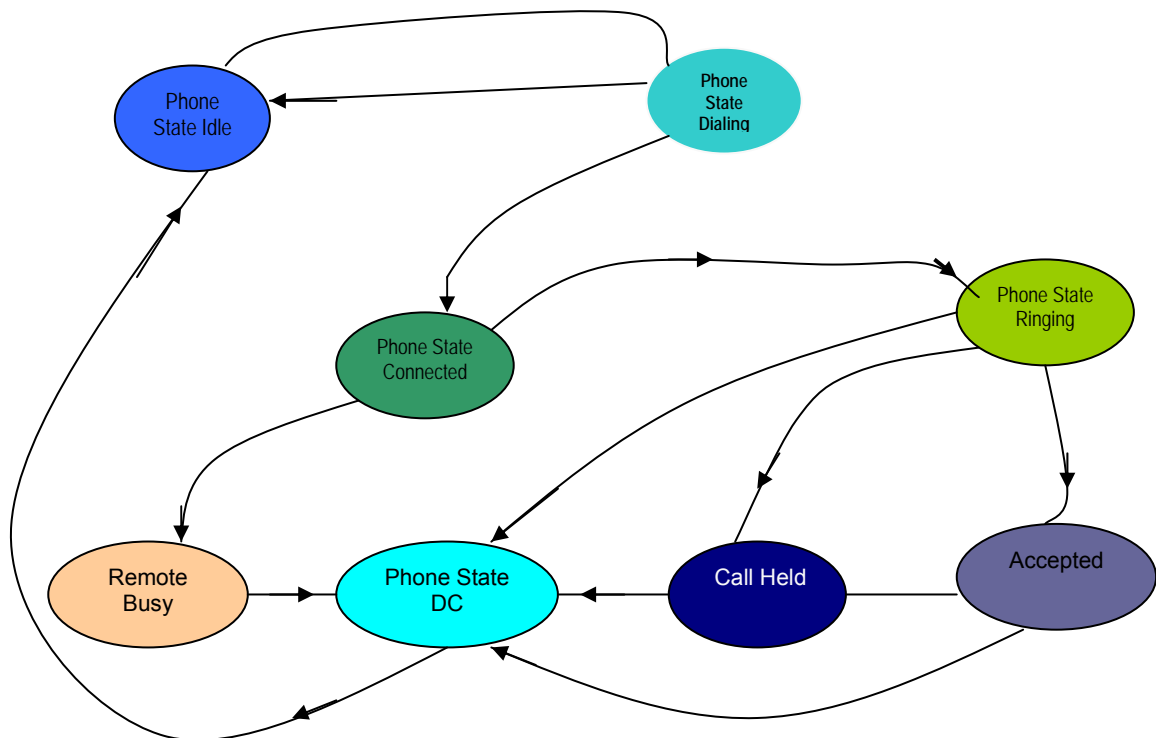 Phone
State Idle
Phone
State
Dialing
Phone State
Ringing
Phone State
Connected
Remote
Busy
Phone State
DC
Call Held
Accepted